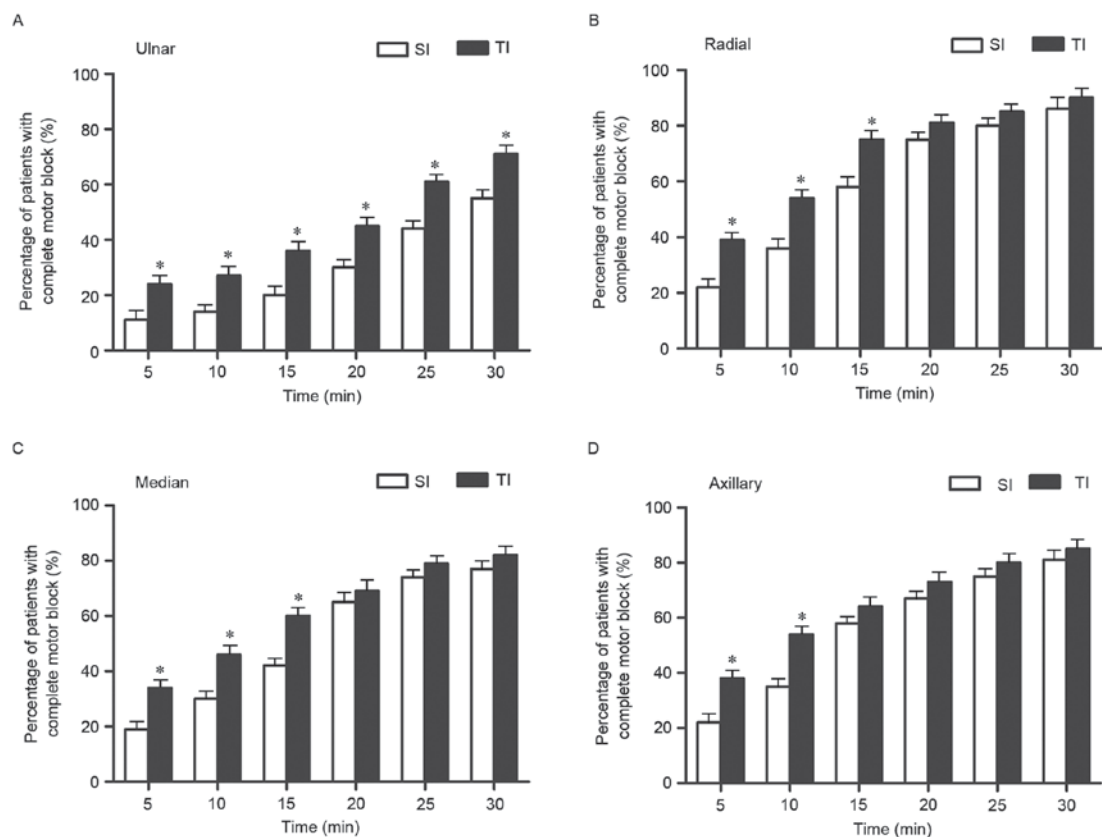 A
Ulnar
SI
TI
Percentage of patients with
complete motor block (%)
100
80
60
40
20
0
*
*
*
*
*
*
5
10
15
20
25
30
Time (min)
B
Radial
SI
TI
Percentage of patients with
complete motor block (%)
100
80
60
40
20
0
*
*
*
5
10
15
20
25
30
Time (min)
C
Median
SI
TI
Percentage of patients with
complete motor block (%)
100
80
60
40
20
0
*
*
*
5
10
15
20
25
30
Time (min)
D
Axillary
SI
TI
Percentage of patients with
complete motor block (%)
100
80
60
40
20
0
*
*
5
10
15
20
25
30
Time (min)